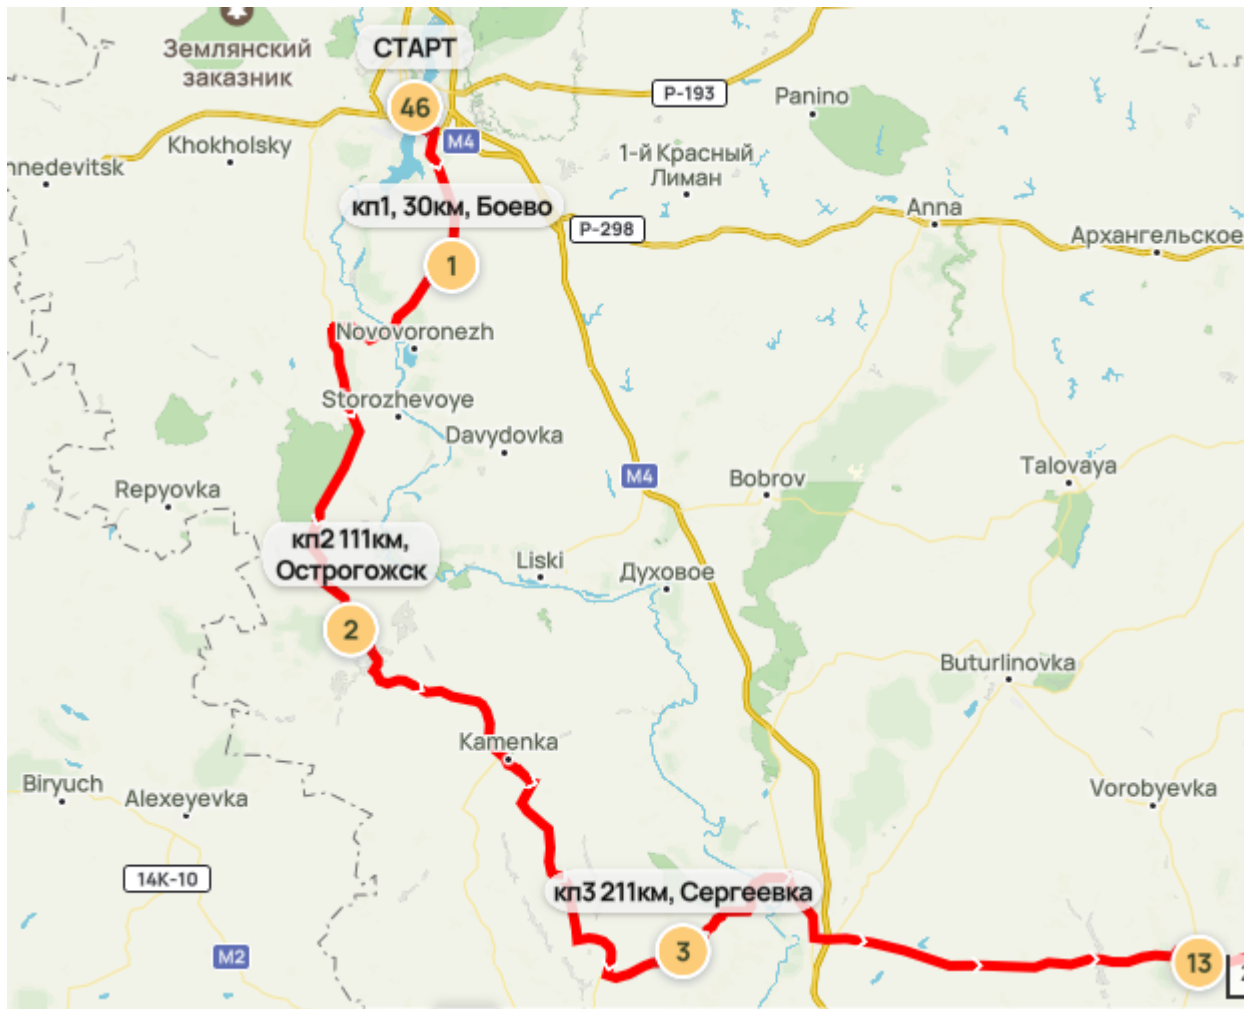 Землянский
заказник
СТАРТ
46
P-193
Panino
M4
Khokholsky
1-й Красный
Лиман
nnedevitsk
кп1, 30км, Боево
P-298
Anna
Архангельское
1
Novovoronezh
Storozhevoye
Davydovka
M4
Bobrov
Talovaya
Repyovka
кп2 111км,
Острогожск
Liski
Духовое
2
Buturlinovka
Kamenka
Biryuch
Alexeyevka
Vorobyevka
14K-10
кп3 211км, Сергеевка
M2
3
13